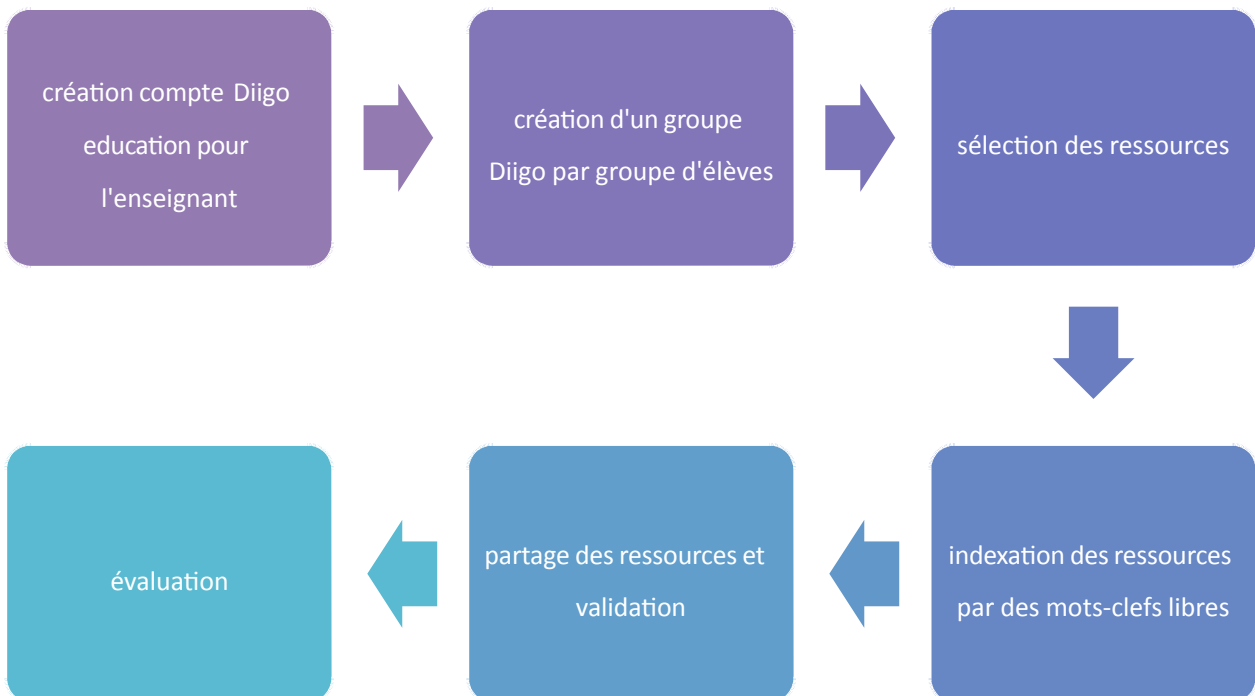 création compte Diigo
education pour
l'enseignant
création d'un groupe
Diigo par groupe d'élèves
sélection des ressources
indexation des ressources
par des mots-clefs libres
partage des ressources et
validation
évaluation